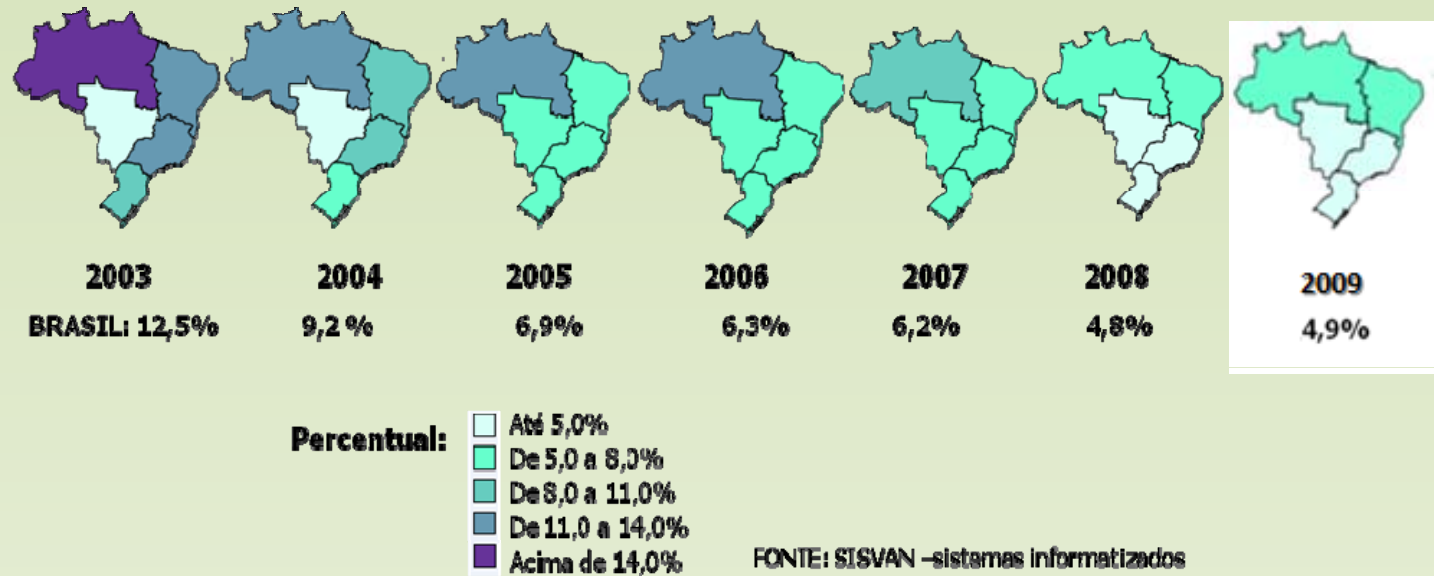 2003 2004 2005 2006 2007 2008 2009
BRASIL: 12,5% 9,2 % 6,9% 6,3% 6,2% 4,8% 4,9%
Percentual:
Até 5,0%
De 5,0 a 8,0%
De 8,0 a 11,0%
De 11,0 a 14,0%
Acima de 14,0%
FONTE: SISVAN –sistemas informatizados